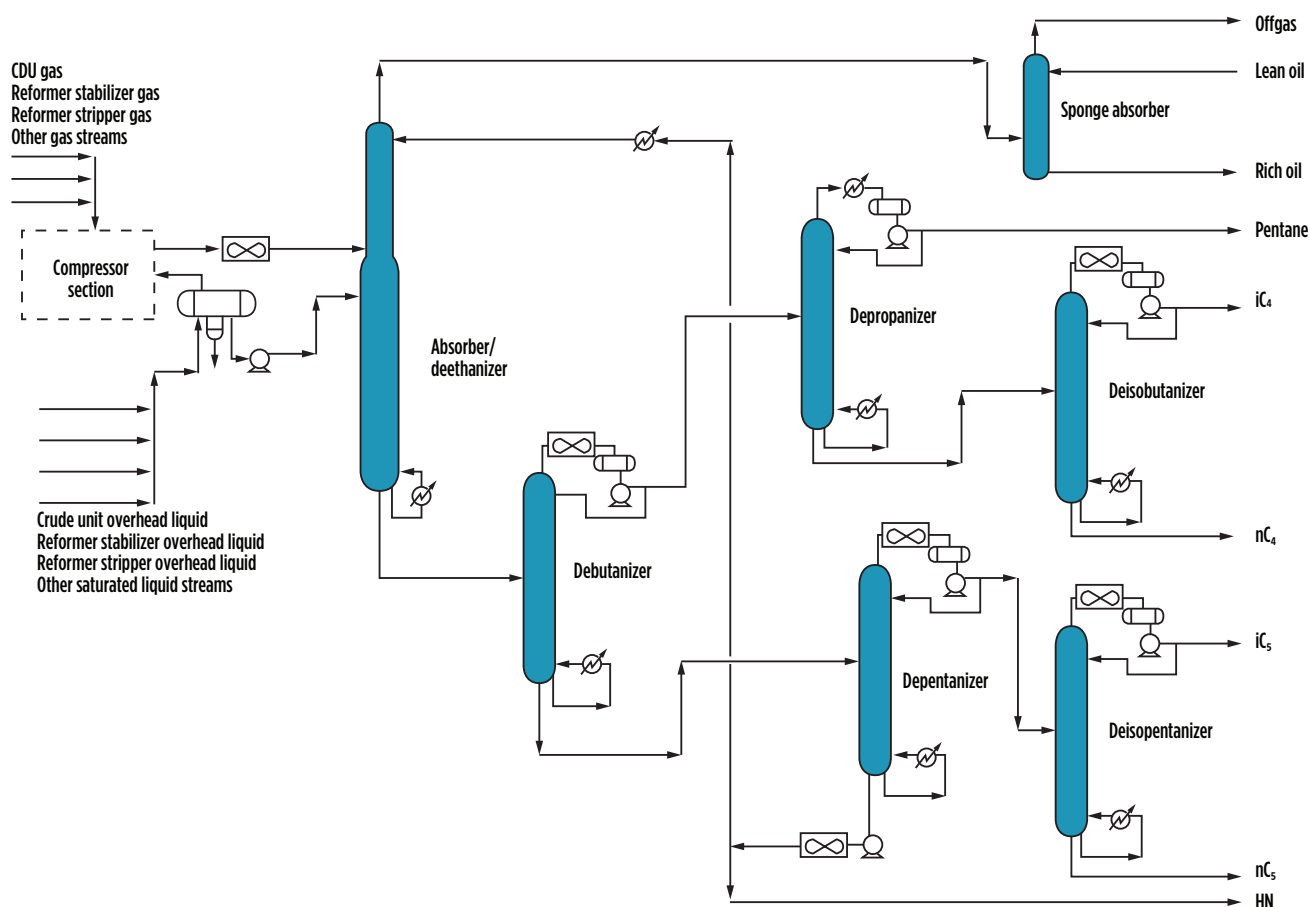 CDU gas
Reformer stabilizer gas
Reformer stripper gas
Other gas streams
Compressor
section
Crude unit overhead liquid
Reformer stabilizer overhead liquid
Reformer stripper overhead liquid
Other saturated liquid streams
Absorber/
deethanizer
Debutanizer
Depropanizer
Depentanizer
Sponge absorber
Deisobutanizer
Deisopentanizer
Offgas
Lean oil
Rich oil
Pentane
iC₄
nC₄
iC₅
nC₅
HN